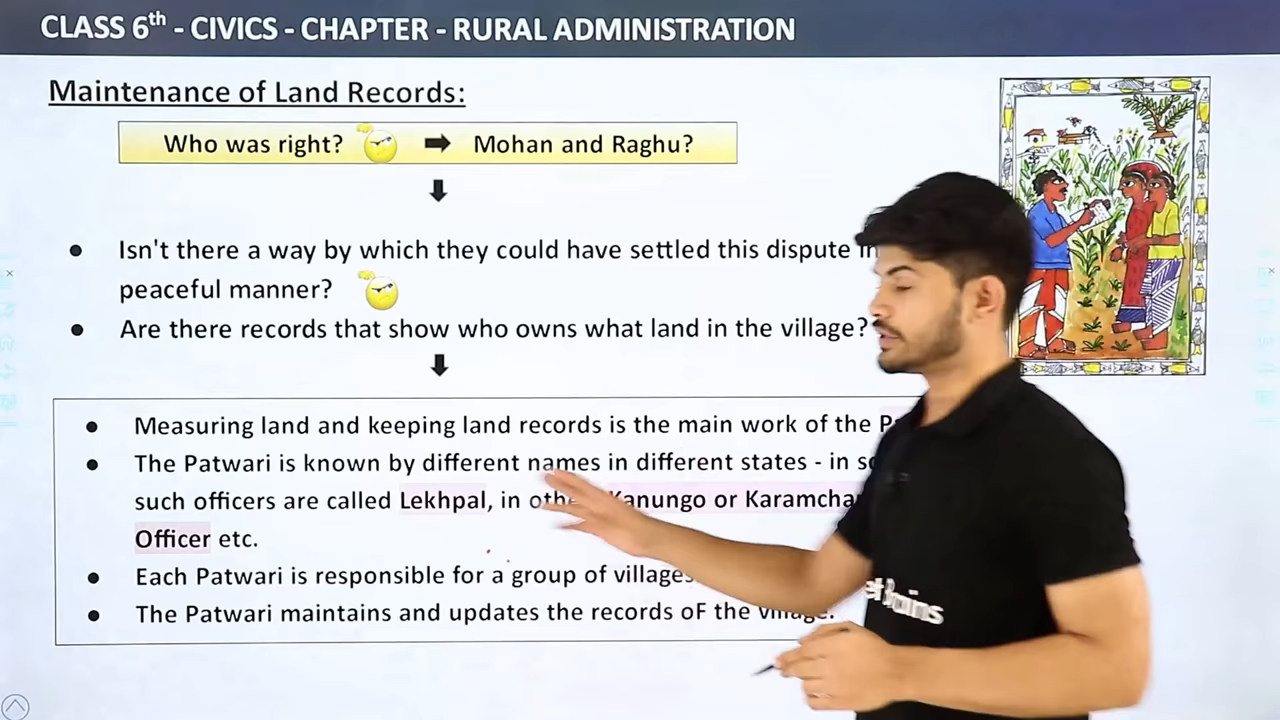 CLASS 6th - CIVICS - CHAPTER - RURAL ADMINISTRATION
Maintenance of Land Records:
Who was right? ➡ Mohan and Raghu?
● Isn't there a way by which they could have settled this dispute in
peaceful manner?
● Are there records that show who owns what land in the village?
● Measuring land and keeping land records is the main work of the
● The Patwari is known by different names in different states - in
such officers are called Lekhpal, in Kanungo or
Officer etc.
● Each Patwari is responsible for a group of villages
● The Patwari maintains and updates the records oF the village.
Brains